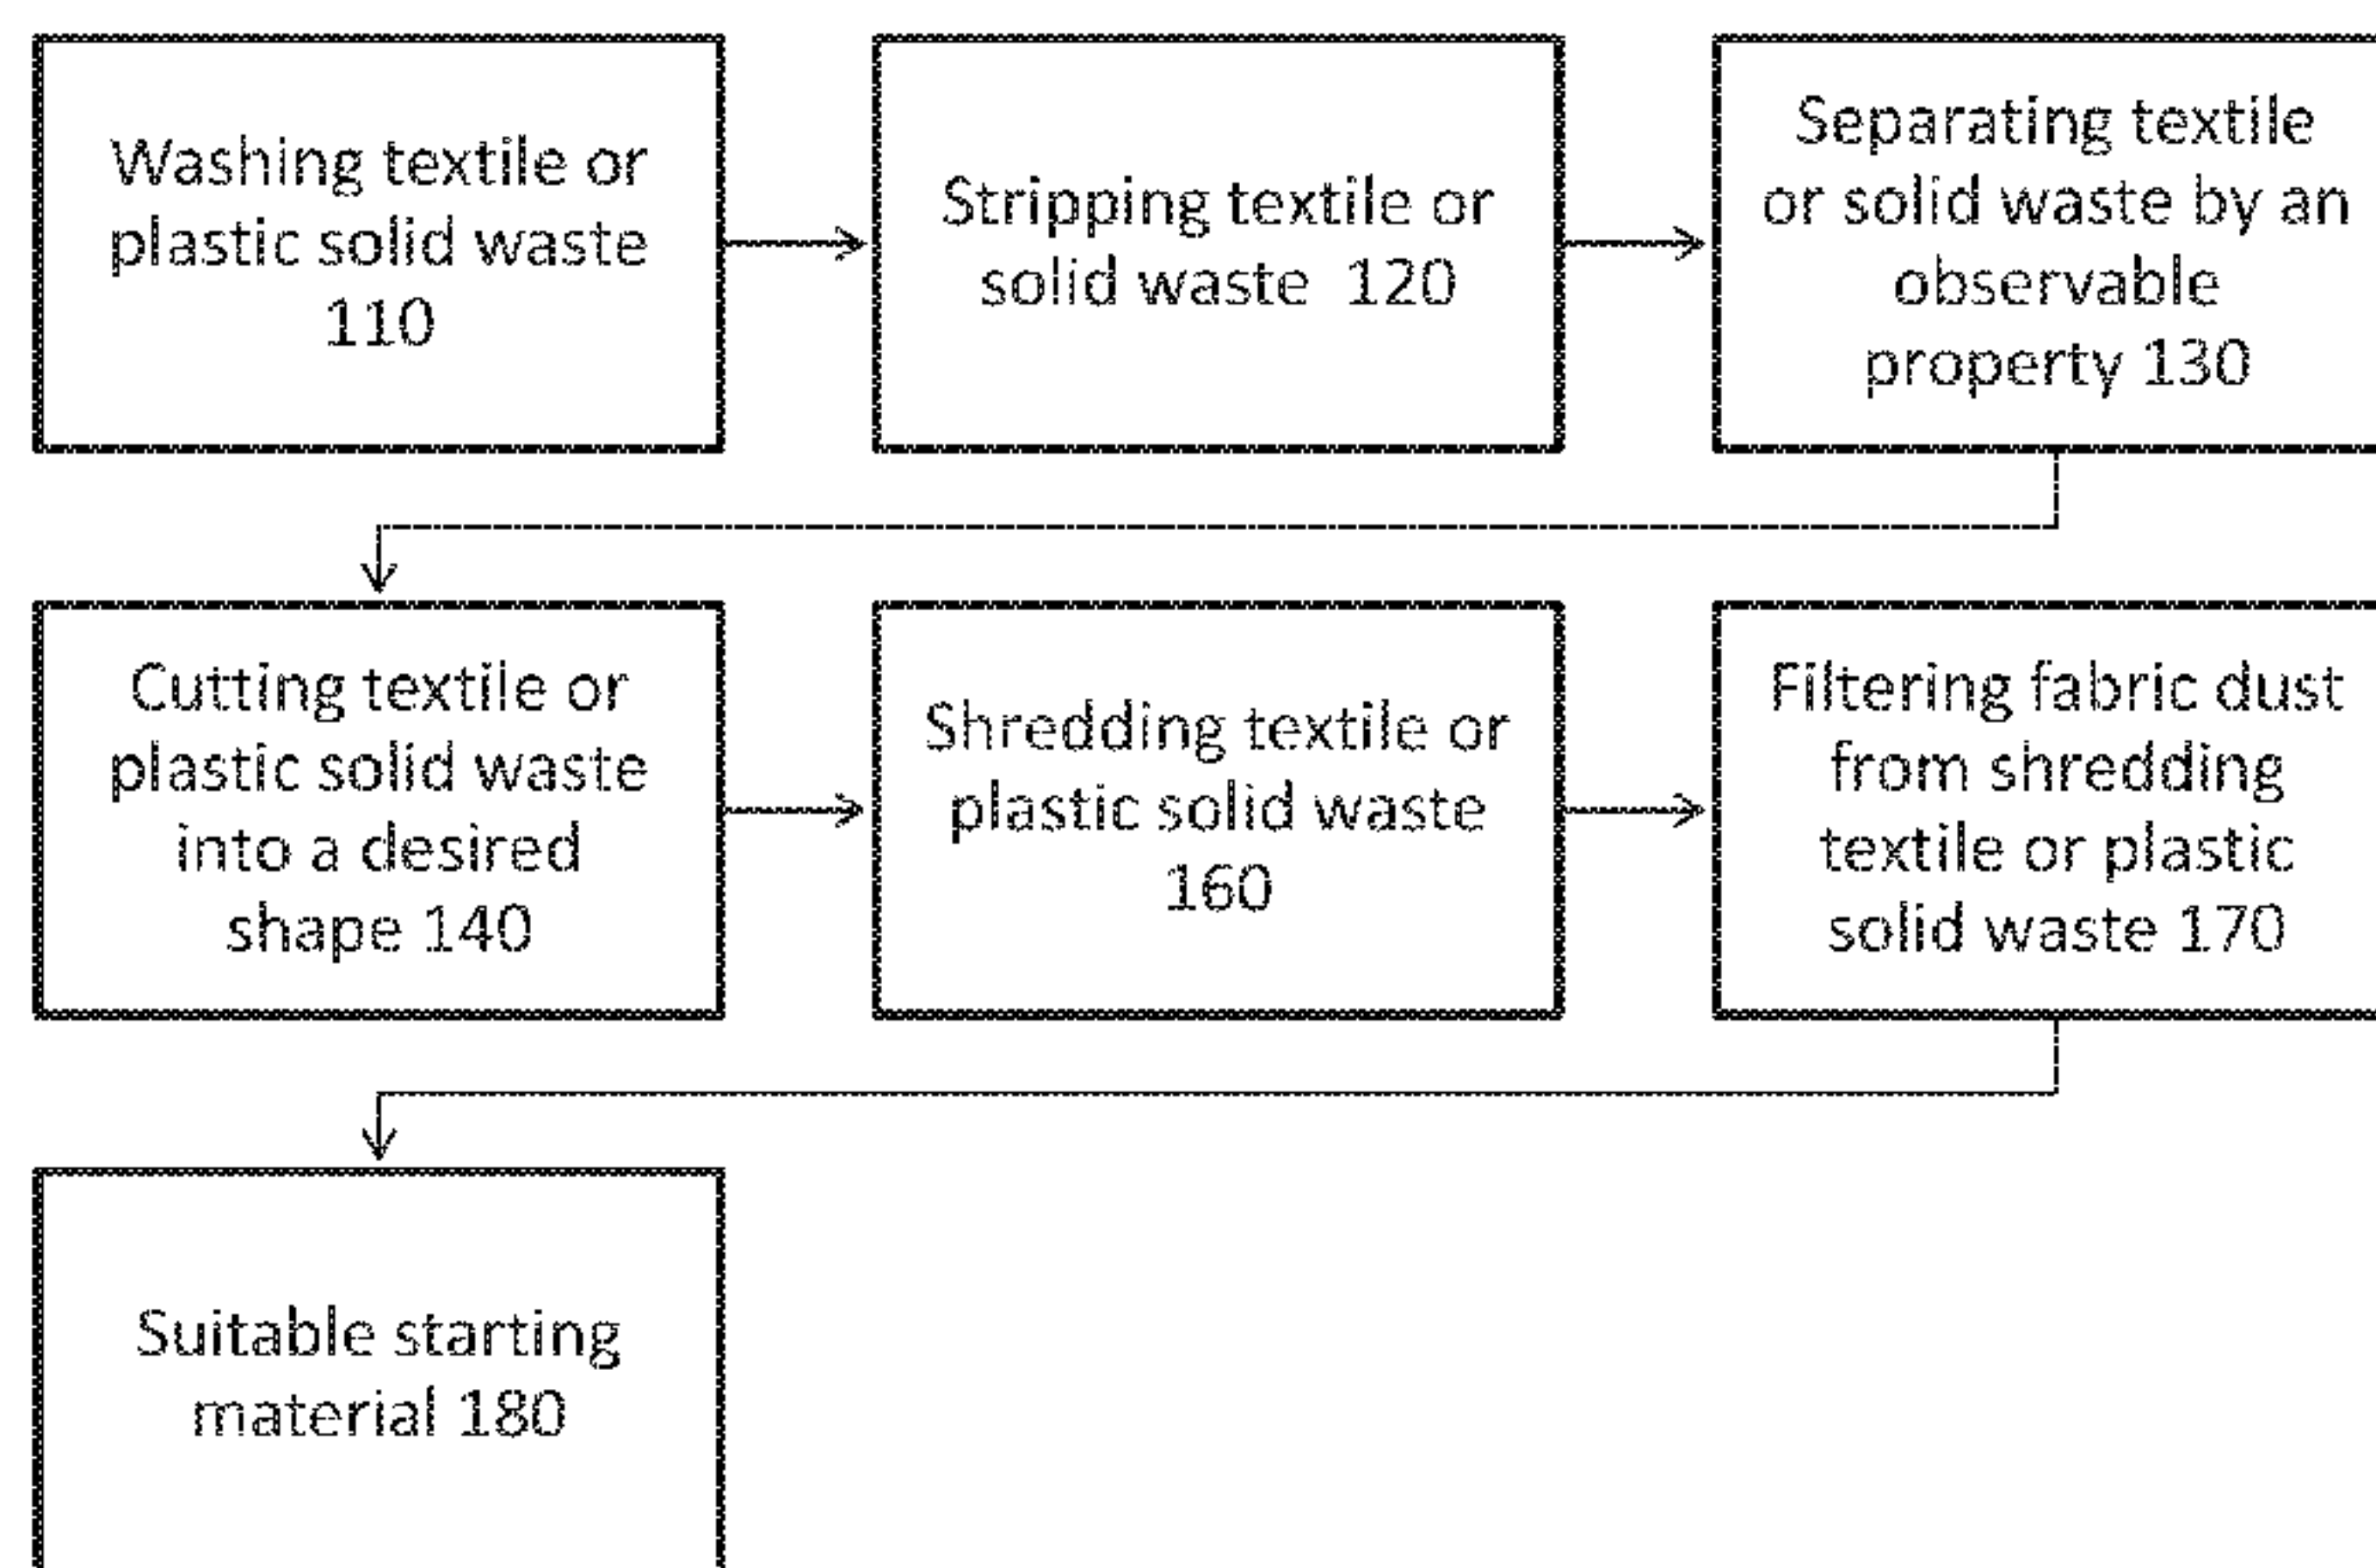 Washing textile or
plastic solid waste
110
Stripping textile or
solid waste 120
Separating textile
or solid waste by an
observable
property 130
Cutting textile or
plastic solid waste
into a desired
shape 140
Shredding textile or
plastic solid waste
160
Filtering fabric dust
from shredding
textile or plastic
solid waste 170
Suitable starting
material 180